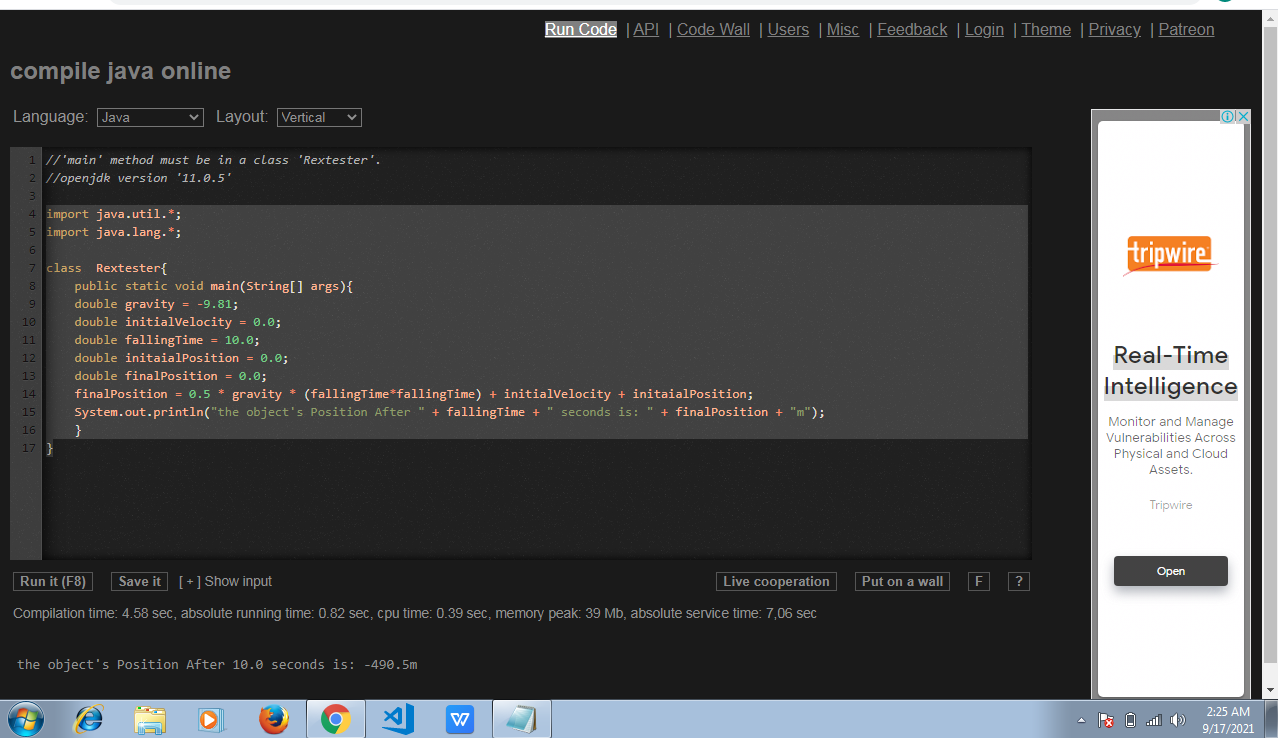 Run Code | API | Code Wall | Users | Misc | Feedback | Login | Theme | Privacy | Patreon
compile java online
Language: Java Layout: Vertical
1 //'main' method must be in a class 'Rextester'.
2 //openjdk version '11.0.5'
3
4 import java.util.*;
5 import java.lang.*;
6
7 class  Rextester{
8     public static void main(String[] args){
9     double gravity = -9.81;
10     double initialVelocity = 0.0;
11     double fallingTime = 10.0;
12     double initaialPosition = 0.0;
13     double finalPosition = 0.0;
14     finalPosition = 0.5 * gravity * (fallingTime*fallingTime) + initialVelocity + initaialPosition;
15     System.out.println("the object's Position After " + fallingTime + " seconds is: " + finalPosition + "m");
16     }
17 }
Run it (F8) Save it [ + ] Show input Live cooperation Put on a wall F ?
Compilation time: 4.58 sec, absolute running time: 0.82 sec, cpu time: 0.39 sec, memory peak: 39 Mb, absolute service time: 7,06 sec
the object's Position After 10.0 seconds is: -490.5m
tripwire
Real-Time
Intelligence
Monitor and Manage
Vulnerabilities Across
Physical and Cloud
Assets.
Tripwire
Open
2:25 AM
9/17/2021